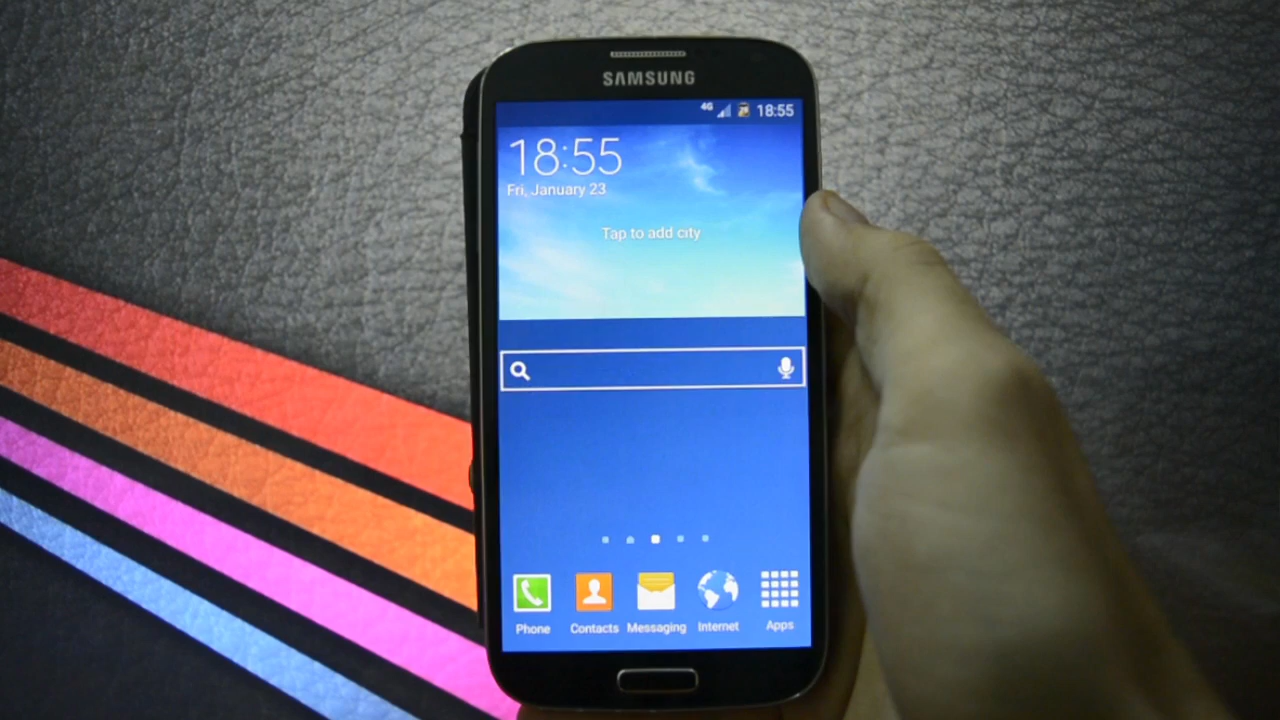 SAMSUNG
4G 18:55
18:55
Fri, January 23
Tap to add city
Phone Contacts Messaging Internet Apps